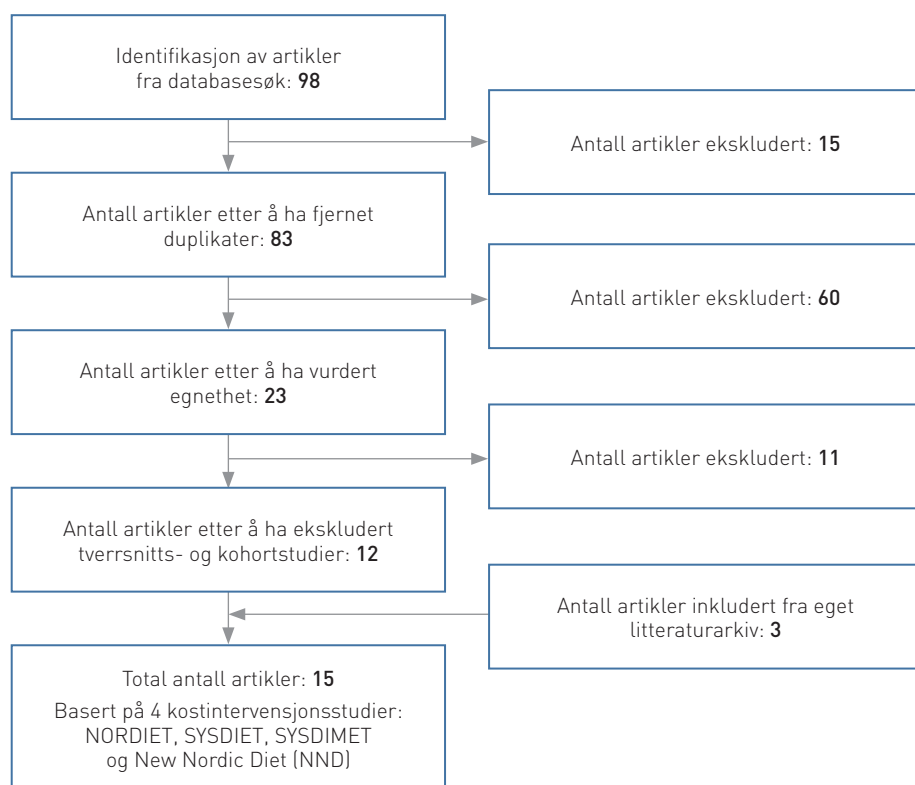 Identifikasjon av artikler
fra databasesøk: 98
Antall artikler ekskludert: 15
Antall artikler etter å ha fjernet
duplikater: 83
Antall artikler ekskludert: 60
Antall artikler etter å ha vurdert
egnethet: 23
Antall artikler ekskludert: 11
Antall artikler etter å ha ekskludert
tverrsnitts- og kohortstudier: 12
Antall artikler inkludert fra eget
litteraturarkiv: 3
Total antall artikler: 15
Basert på 4 kostintervensjonsstudier:
NORDIET, SYSDIET, SYSDIMET
og New Nordic Diet (NND)